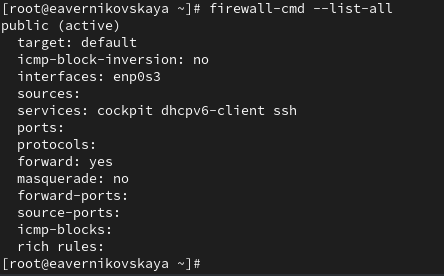 [root@eavernikovskaya ~]# firewall-cmd --list-all
public (active)
  target: default
  icmp-block-inversion: no
  interfaces: enp0s3
  sources:
  services: cockpit dhcpv6-client ssh
  ports:
  protocols:
  forward: yes
  masquerade: no
  forward-ports:
  source-ports:
  icmp-blocks:
  rich rules:
[root@eavernikovskaya ~]#